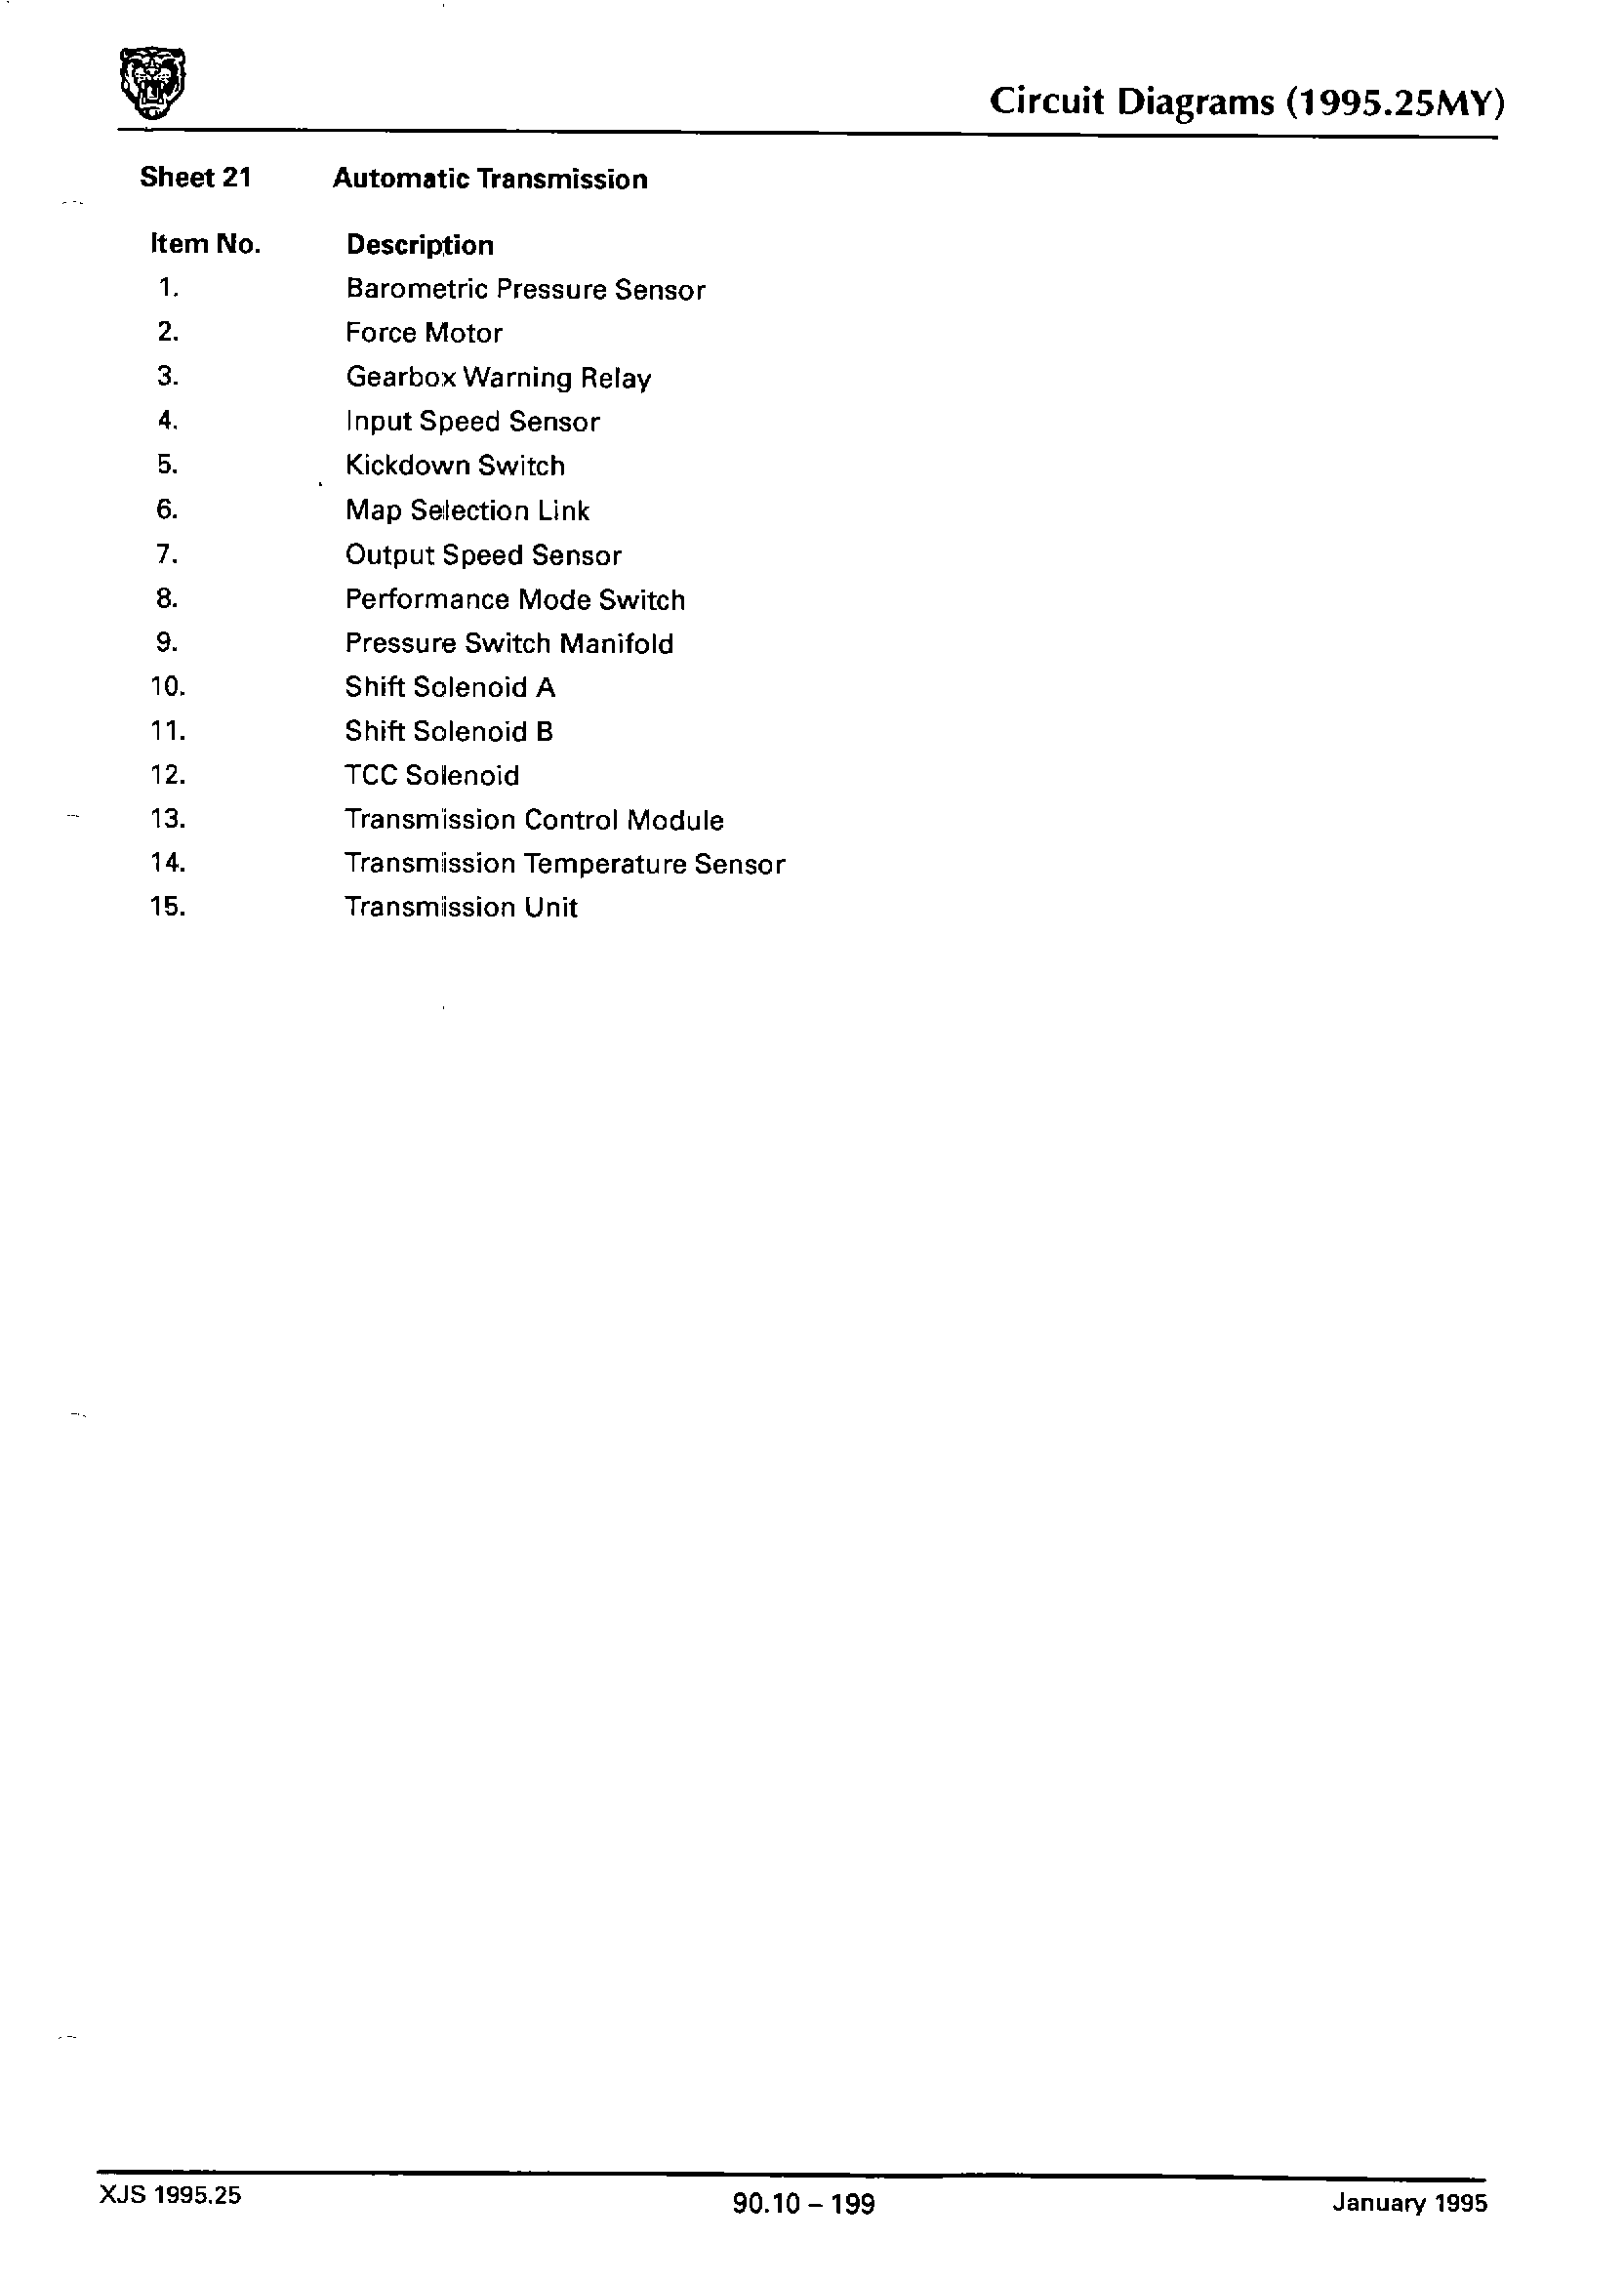 Circuit Diagrams (1995.25MY)
Sheet 21 Automatic Transmission
Item No. Description
1. Barometric Pressure Sensor
2. Force Motor
3. Gearbox Warning Relay
4. Input Speed Sensor
5. Kickdown Switch
6. Map Selection Link
7. Output Speed Sensor
8. Performance Mode Switch
9. Pressure Switch Manifold
10. Shift Solenoid A
11. Shift Solenoid B
12. TCC Solenoid
13. Transmission Control Module
14. Transmission Temperature Sensor
15. Transmission Unit
XJS 1995.25 90.10 – 199 January 1995